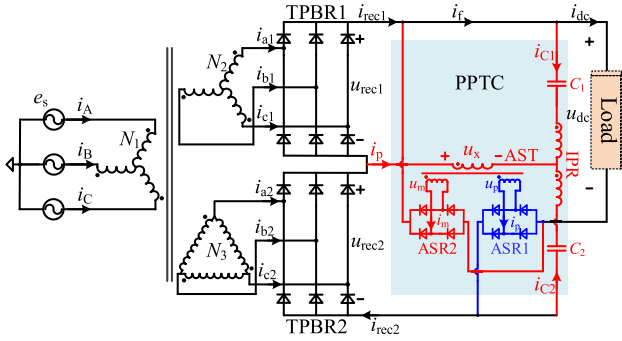 TPBR1
i_rec1
i_f
i_dc
i_a1
N_2
i_b1
i_c1
u_rec1
+
−
PPTC
i_C1
C_1
+
u_dc
−
Load
e_s
i_A
i_B
i_C
N_1
i_p
+ u_x −
AST
IPR
u_m
i_m
ASR2
u_p
i_p
ASR1
C_2
i_C2
i_a2
N_3
i_b2
i_c2
u_rec2
+
−
TPBR2
i_rec2